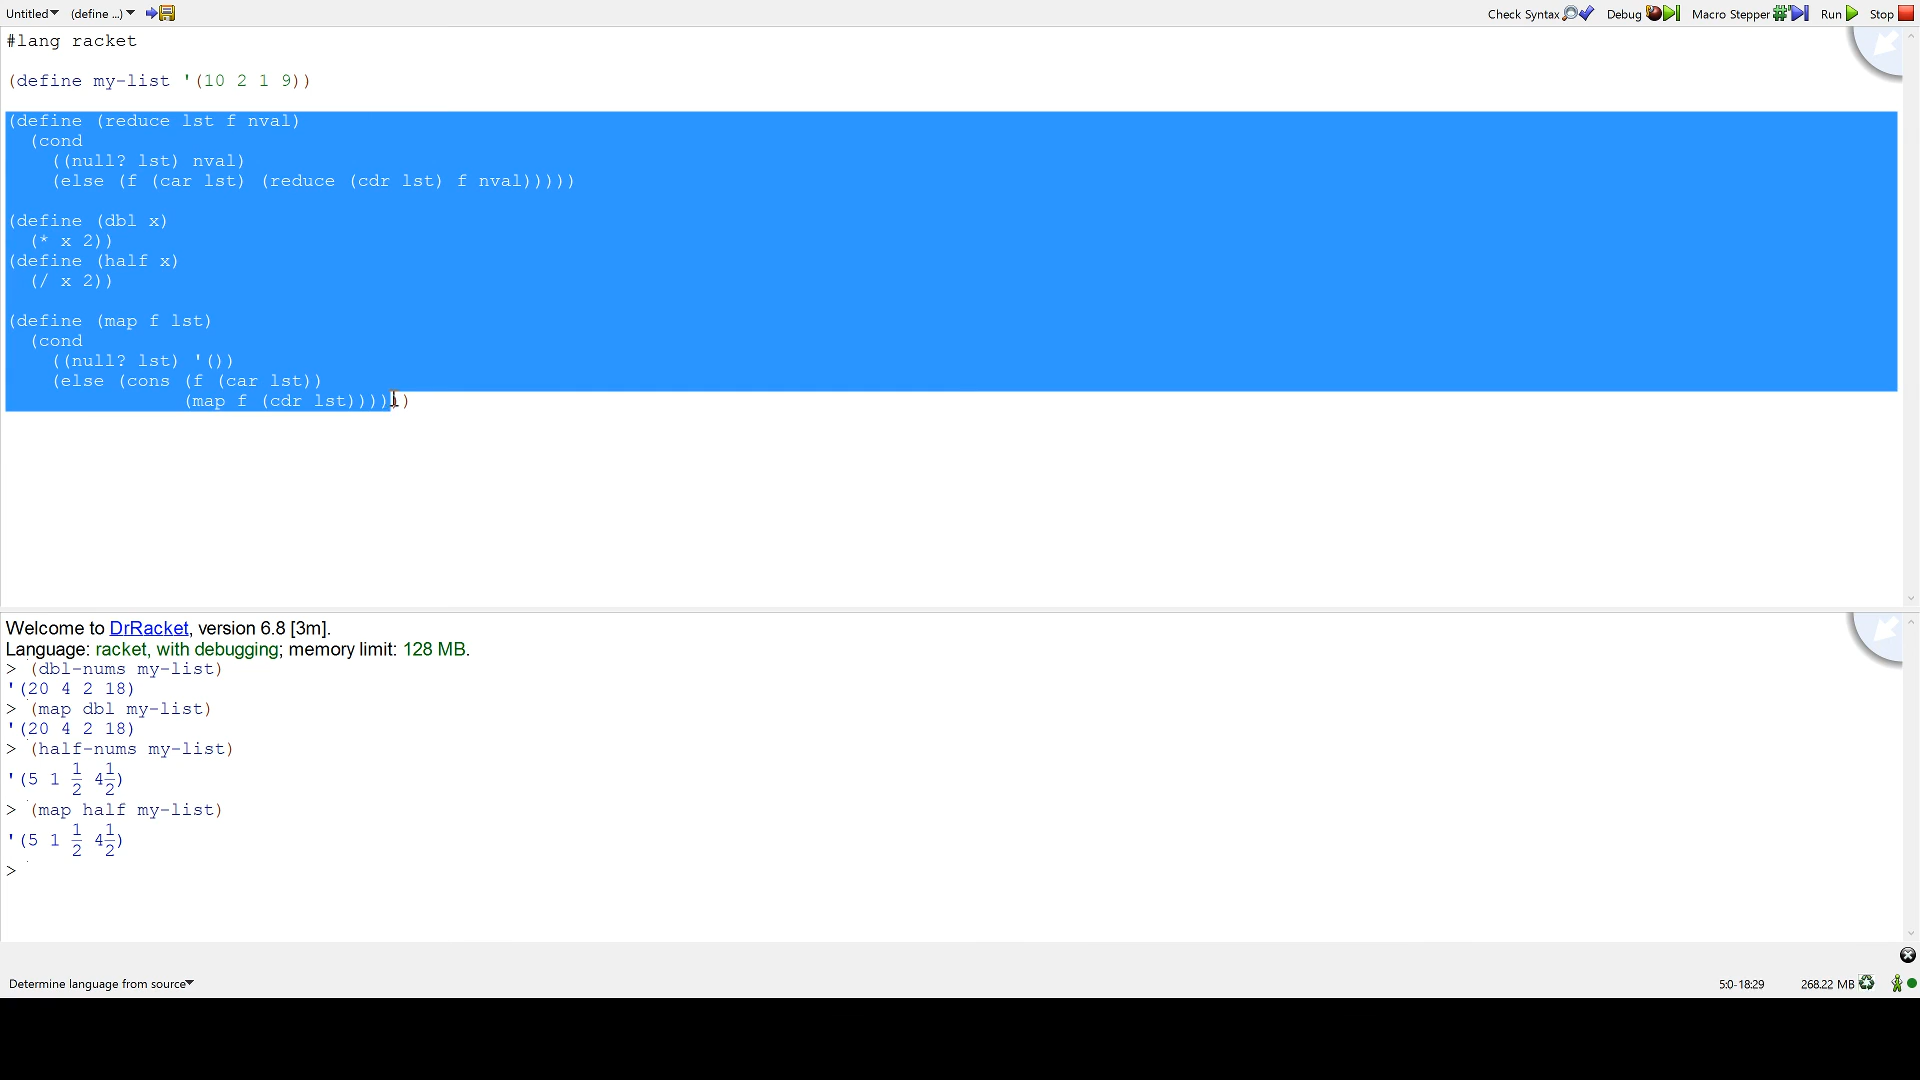 Untitled (define ...) Check Syntax Debug Macro Stepper Run Stop
#lang racket
(define my-list '(10 2 1 9))
(define (reduce lst f nval)
(cond
((null? lst) nval)
(else (f (car lst) (reduce (cdr lst) f nval)))))
(define (dbl x)
(* x 2))
(define (half x)
(/ x 2))
(define (map f lst)
(cond
((null? lst) '())
(else (cons (f (car lst))
(map f (cdr lst))))))
Welcome to DrRacket, version 6.8 [3m].
Language: racket, with debugging; memory limit: 128 MB.
> (dbl-nums my-list)
'(20 4 2 18)
> (map dbl my-list)
'(20 4 2 18)
> (half-nums my-list)
'(5 1 1/2 4 1/2)
> (map half my-list)
'(5 1 1/2 4 1/2)
>
Determine language from source 5:0-18:29 268.22 MB